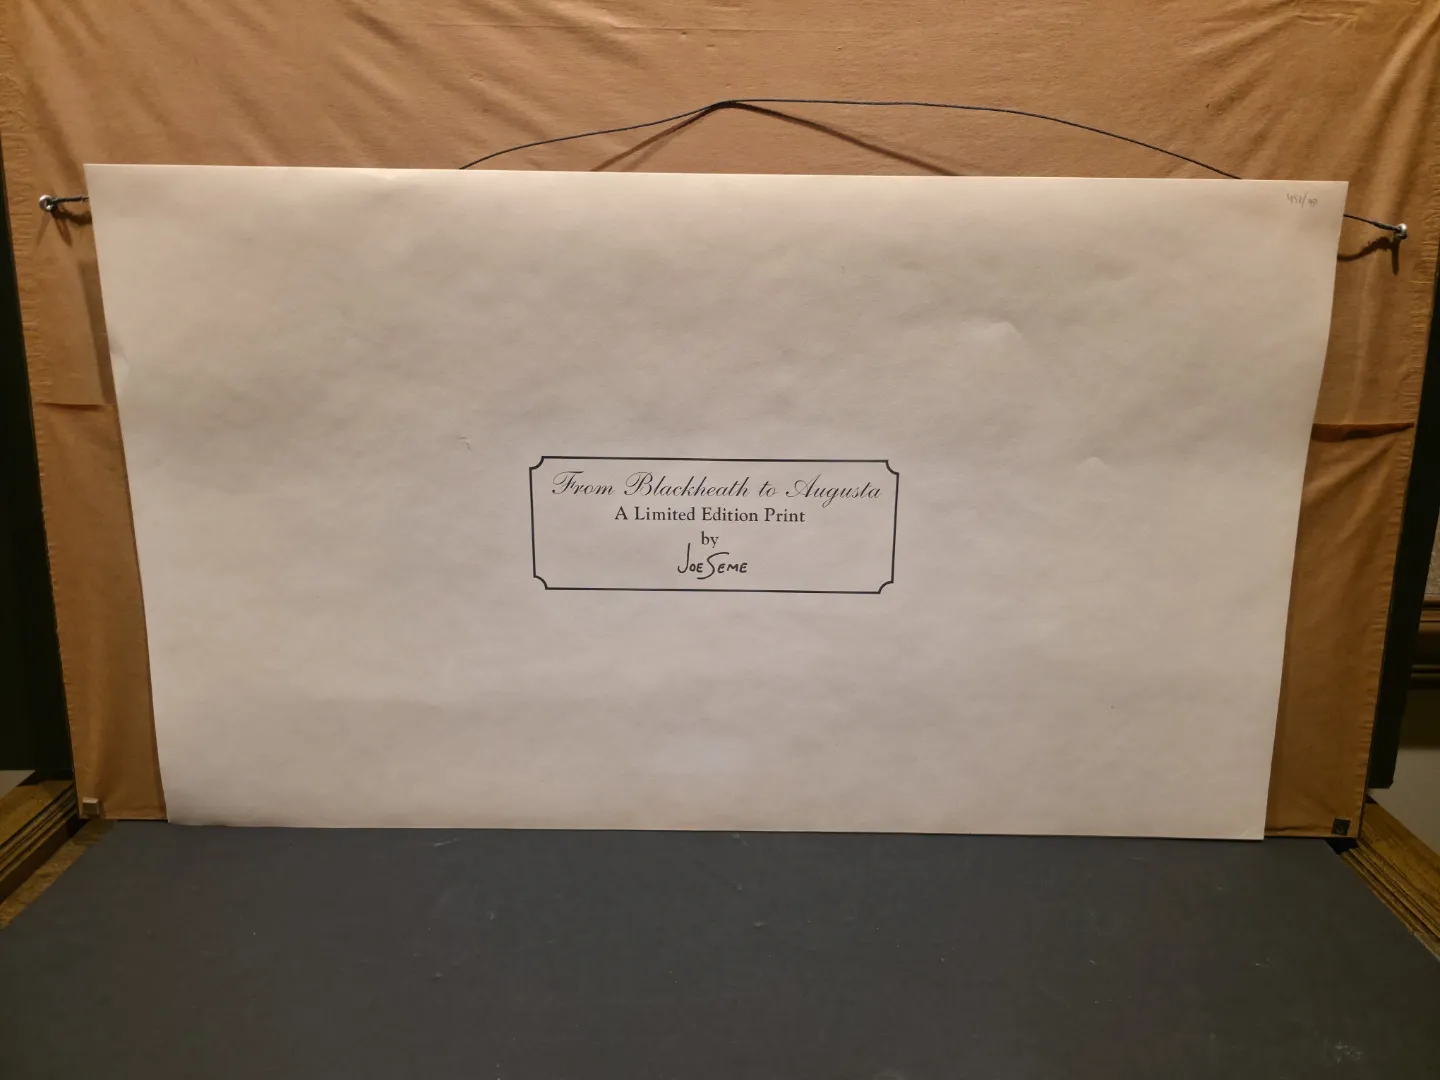 From Blackheath to Augusta
A Limited Edition Print
by
JOE SEME